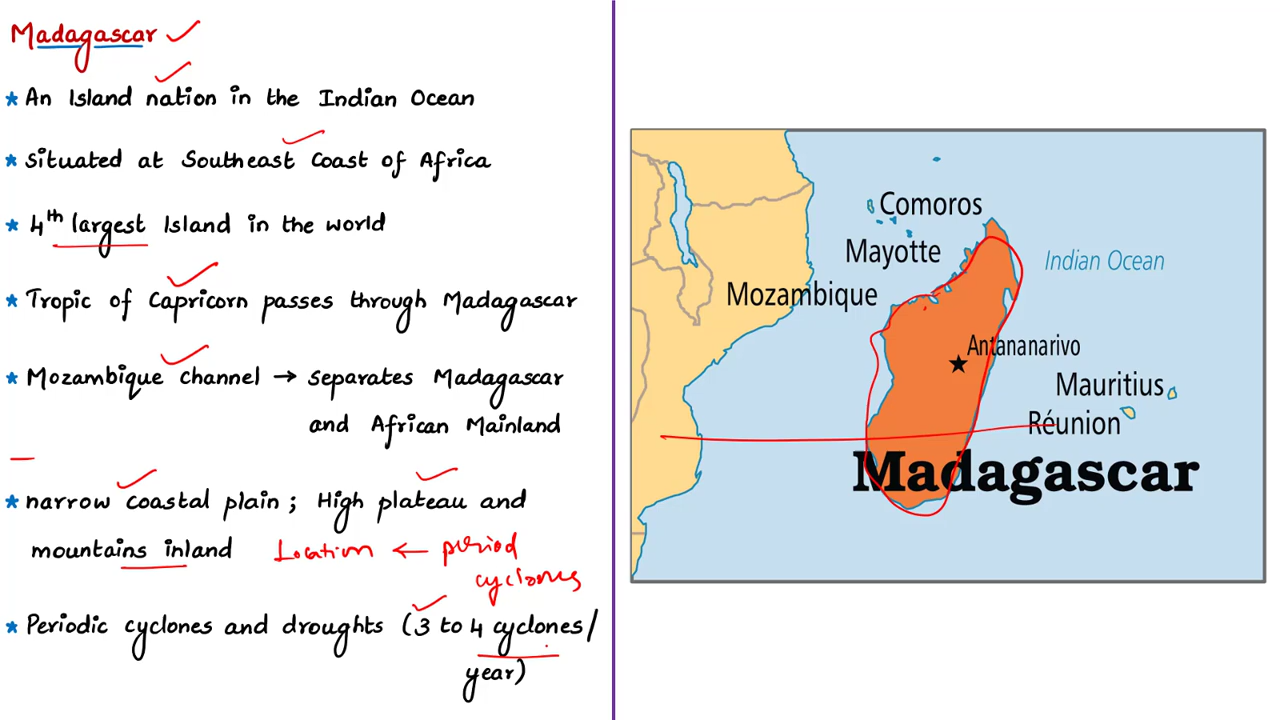 Madagascar
* An Island nation in the Indian Ocean
* situated at Southeast Coast of Africa
* 4th largest Island in the world
* Tropic of Capricorn passes through Madagascar
* Mozambique channel → separates Madagascar
and African Mainland
* narrow coastal plain ; High plateau and
mountains inland
Location ← period
cyclones
* Periodic cyclones and droughts (3 to 4 cyclones/
year)
Comoros
Mayotte
Indian Ocean
Mozambique
Antananarivo
Mauritius
Réunion
Madagascar